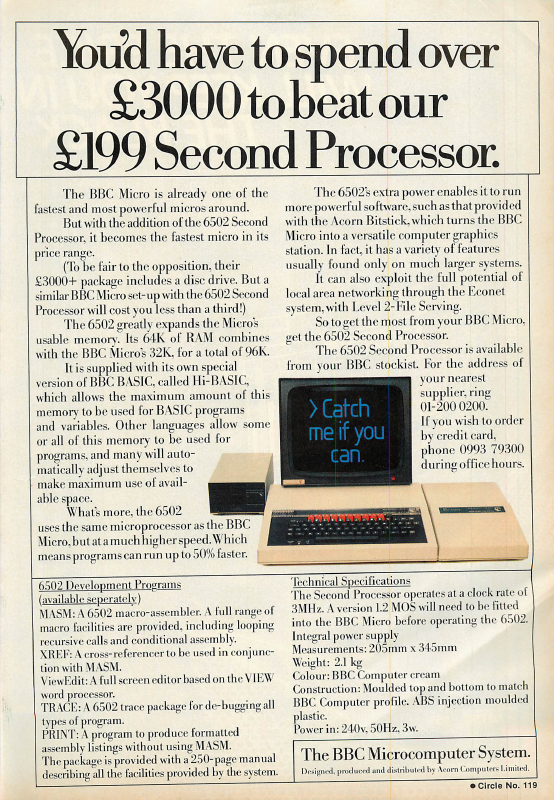 You'd have to spend over
£3000 to beat our
£199 Second Processor.
The BBC Micro is already one of the
fastest and most powerful micros around.
But with the addition of the 6502 Second
Processor, it becomes the fastest micro in its
price range.
(To be fair to the opposition, their
£3000+ package includes a disc drive. But a
similar BBC Micro set-up with the 6502 Second
Processor will cost you less than a third!)
The 6502 greatly expands the Micro's
usable memory. Its 64K of RAM combines
with the BBC Micro's 32K, for a total of 96K.
It is supplied with its own special
version of BBC BASIC, called Hi-BASIC,
which allows the maximum amount of this
memory to be used for BASIC programs
and variables. Other languages allow some
or all of this memory to be used for
programs, and many will auto-
matically adjust themselves to
make maximum use of avail-
able space.
What's more, the 6502
uses the same microprocessor as the BBC
Micro, but at a much higher speed. Which
means programs can run up to 50% faster.
The 6502's extra power enables it to run
more powerful software, such as that provided
with the Acorn Bitstick, which turns the BBC
Micro into a versatile computer graphics
station. In fact, it has a variety of features
usually found only on much larger systems.
It can also exploit the full potential of
local area networking through the Econet
system, with Level 2-File Serving.
So to get the most from your BBC Micro,
get the 6502 Second Processor.
The 6502 Second Processor is available
from your BBC stockist. For the address of
your nearest
supplier, ring
01-200 0200.
If you wish to order
by credit card,
phone 0993 79300
during office hours.
> Catch
me if you
can.
6502 Development Programs
(available seperately)
MASM: A 6502 macro-assembler. A full range of
macro facilities are provided, including looping
recursive calls and conditional assembly.
XREF: A cross-referencer to be used in conjunc-
tion with MASM.
ViewEdit: A full screen editor based on the VIEW
word processor.
TRACE: A 6502 trace package for de-bugging all
types of program.
PRINT: A program to produce formatted
assembly listings without using MASM.
The package is provided with a 250-page manual
describing all the facilities provided by the system.
Technical Specifications
The Second Processor operates at a clock rate of
3MHz. A version 1.2 MOS will need to be fitted
into the BBC Micro before operating the 6502.
Integral power supply
Measurements: 205mm x 345mm
Weight: 2.1 kg
Colour: BBC Computer cream
Construction: Moulded top and bottom to match
BBC Computer profile. ABS injection moulded
plastic.
Power in: 240v, 50Hz, 3w.
The BBC Microcomputer System.
Designed, produced and distributed by Acorn Computers Limited.
● Circle No. 119